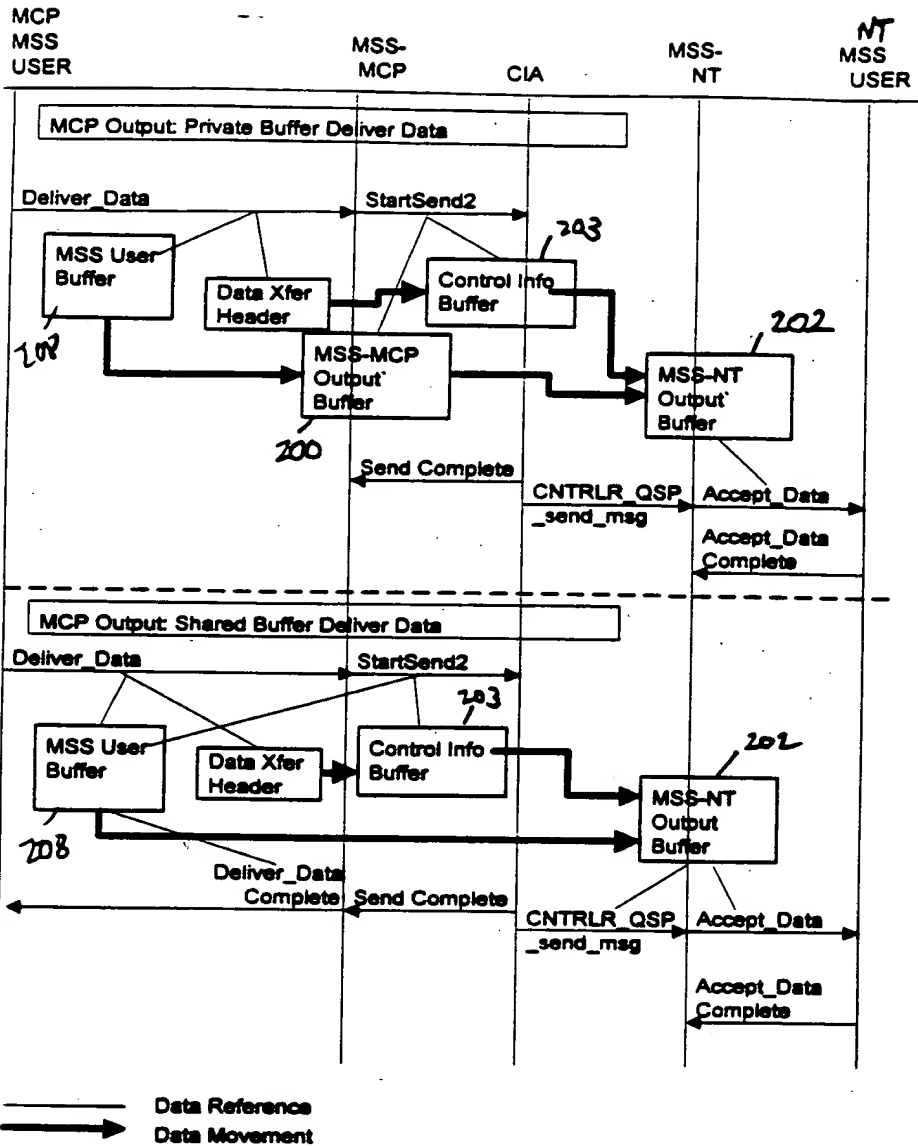 MCP
MSS
USER
MSS-
MCP
CIA
MSS-
NT
NT
MSS
USER
MCP Output: Private Buffer Deliver Data
Deliver_Data
StartSend2
203
MSS User
Buffer
Data Xfer
Header
Control Info
Buffer
208
MSS-MCP
Output
Buffer
200
202
MSS-NT
Output
Buffer
Send Complete
CNTRLR_QSP
_send_msg
Accept_Data
Accept_Data
Complete
MCP Output: Shared Buffer Deliver Data
Deliver_Data
StartSend2
203
MSS User
Buffer
Data Xfer
Header
Control Info
Buffer
202
MSS-NT
Output
Buffer
208
Deliver_Data
Complete
Send Complete
CNTRLR_QSP
_send_msg
Accept_Data
Accept_Data
Complete
Data Reference
Data Movement